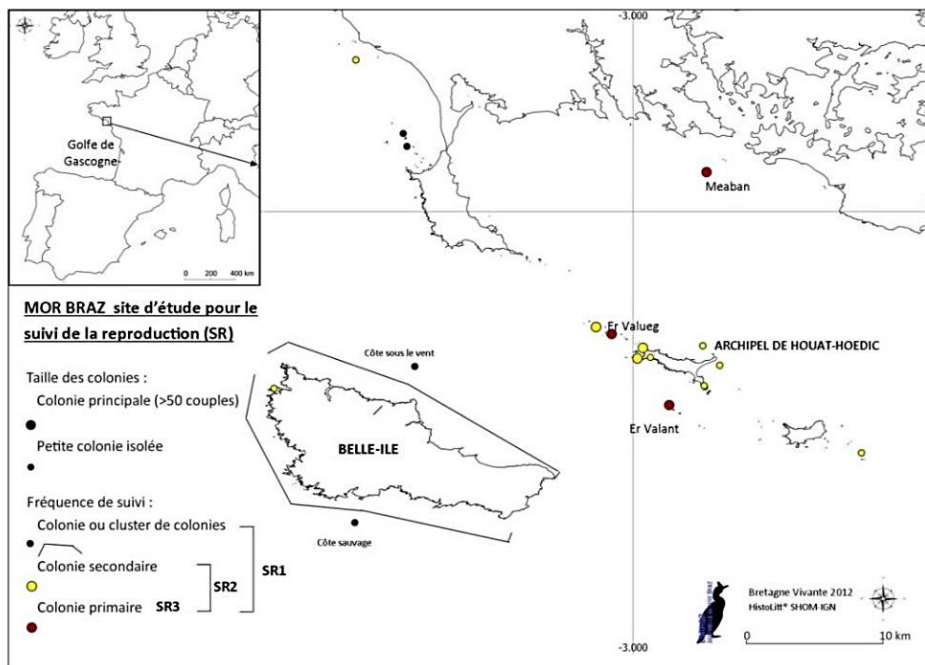 -3.000
Golfe de
Gascogne
0 200 400 km
Meaban
MOR BRAZ site d'étude pour le
suivi de la reproduction (SR)
Er Valueg
Côte sous le vent
ARCHIPEL DE HOUAT-HOEDIC
Taille des colonies :
Colonie principale (>50 couples)
Petite colonie isolée
Er Valant
BELLE-ILE
Fréquence de suivi :
Colonie ou cluster de colonies
Côte sauvage
Colonie secondaire
SR1
SR2
Colonie primaire SR3
Bretagne Vivante 2012
HistoLitt® SHOM-IGN
0 10 km
-3.000